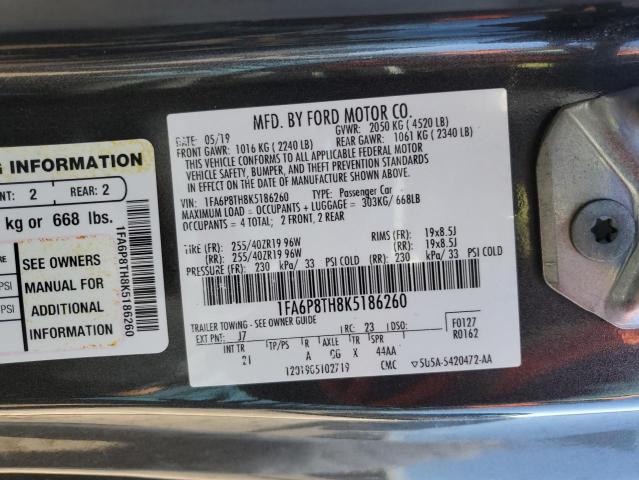 MFD. BY FORD MOTOR CO.
DATE: 05/19 GVWR: 2050 KG ( 4520 LB)
FRONT GAWR: 1016 KG ( 2240 LB) REAR GAWR: 1061 KG ( 2340 LB)
THIS VEHICLE CONFORMS TO ALL APPLICABLE FEDERAL MOTOR
VEHICLE SAFETY, BUMPER, AND THEFT PREVENTION STANDARDS
IN EFFECT ON THE DATE OF MANUFACTURE SHOWN ABOVE.
VIN: 1FA6P8TH8K5186260 TYPE: Passenger Car
MAXIMUM LOAD = OCCUPANTS + LUGGAGE = 303KG/ 668LB
OCCUPANTS = 4 TOTAL; 2 FRONT, 2 REAR
TIRE (FR): 255/40ZR19 96W RIMS (FR): 19x8.5J
TIRE (RR): 255/40ZR19 96W RIMS (RR): 19x8.5J
PRESSURE (FR): 230 kPa/ 33 PSI COLD (RR): 230 kPa/ 33 PSI COLD
1FA6P8TH8K5186260
TRAILER TOWING - SEE OWNER GUIDE
EXT PNT: J7 RC: 23 DSO: F0127
INT TR TP/PS R AXLE TR SPR R0162
A X 44AA
CMC 5U5A-5420472-AA
INFORMATION
2 REAR: 2
kg or 668 lbs.
SEE OWNERS
MANUAL FOR
ADDITIONAL
INFORMATION
PSI
PSI
1FA6P8TH8K5186260